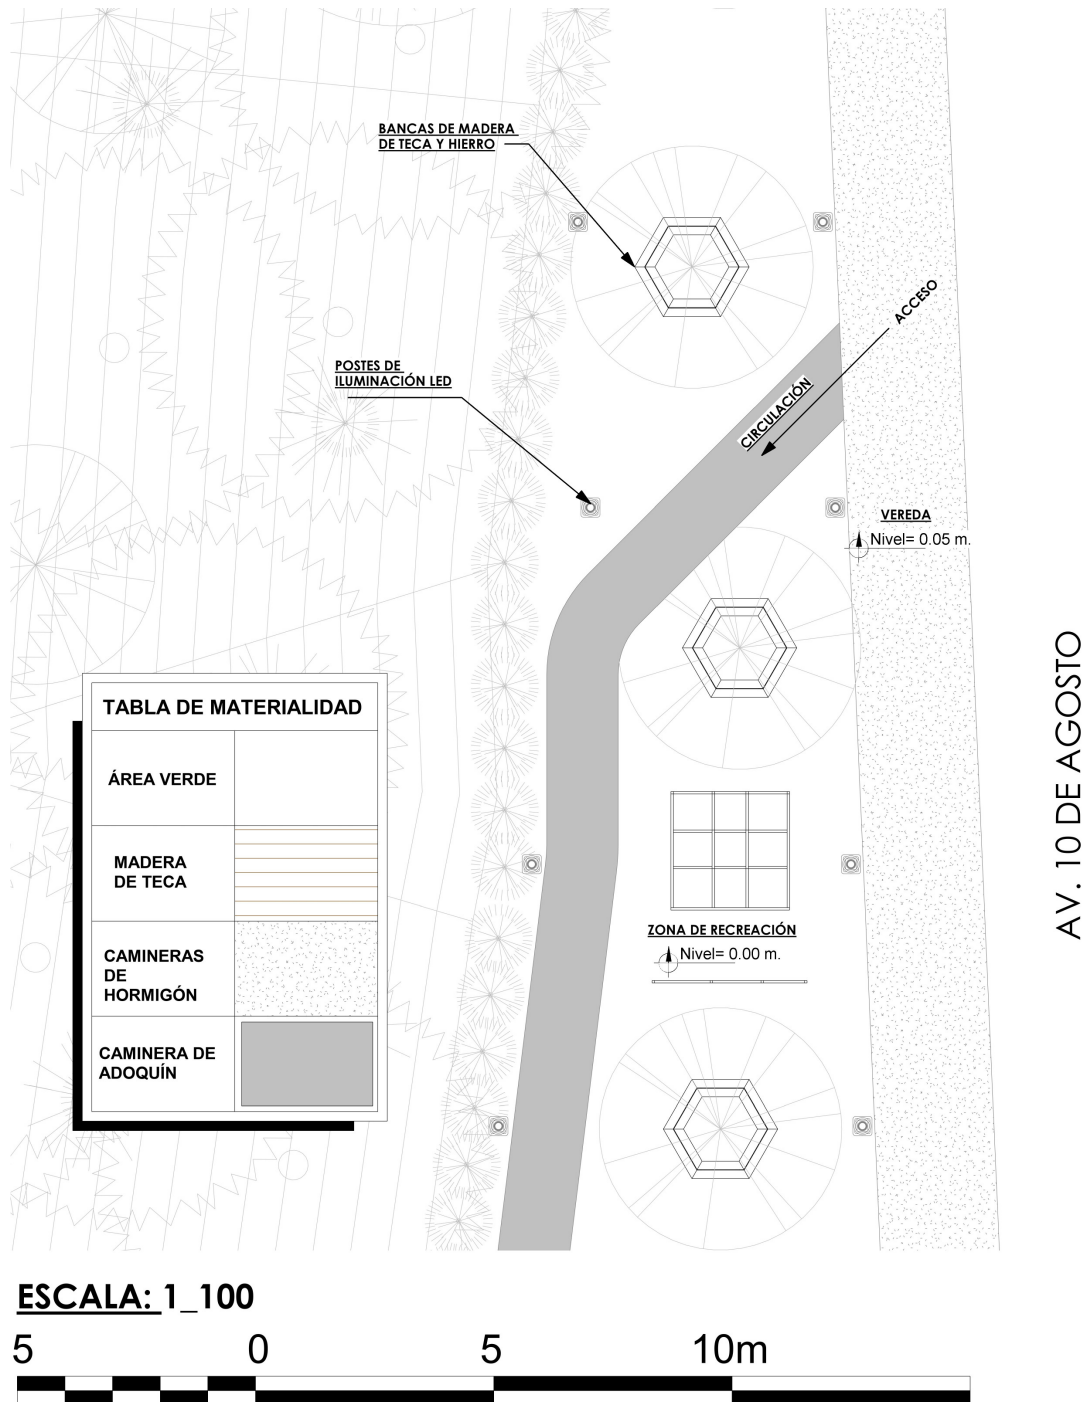 BANCAS DE MADERA
DE TECA Y HIERRO
ACCESO
POSTES DE
ILUMINACIÓN LED
CIRCULACIÓN
VEREDA
Nivel= 0.05 m.
AV. 10 DE AGOSTO
TABLA DE MATERIALIDAD
ÁREA VERDE
MADERA
DE TECA
CAMINERAS
DE
HORMIGÓN
CAMINERA DE
ADOQUÍN
ZONA DE RECREACIÓN
Nivel= 0.00 m.
ESCALA: 1_100
5 0 5 10m